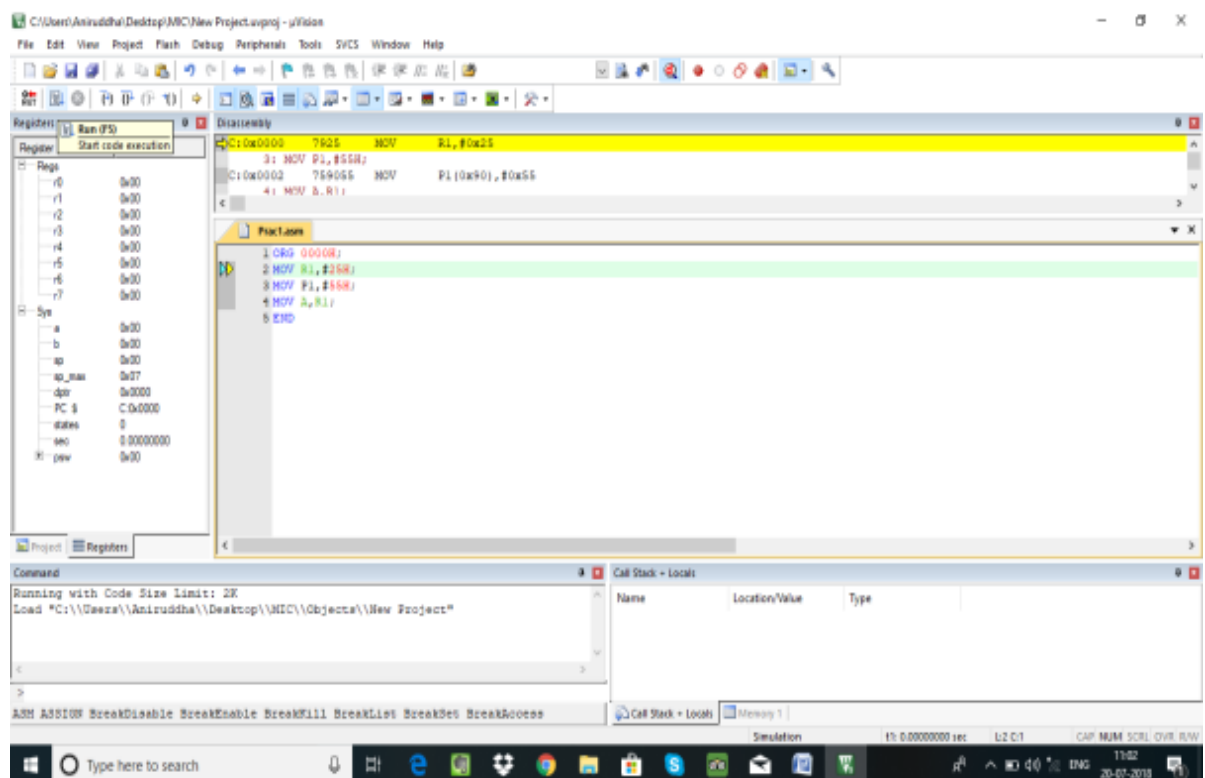 C:\Users\Aniruddha\Desktop\MIC\New Project.uvproj - µVision
File Edit View Project Flash Debug Peripherals Tools SVCS Window Help
Registers
Run (F5)
Start code execution
Register
Regs
r0 0x00
r1 0x00
r2 0x00
r3 0x00
r4 0x00
r5 0x00
r6 0x00
r7 0x00
Sys
a 0x00
b 0x00
sp 0x00
sp_max 0x07
dptr 0x0000
PC $ C:0x0000
states 0
sec 0.00000000
psw 0x00
Project Registers
Disassembly
C:0x0000 7925 MOV R1,#0x25
3: MOV P1,#55H;
C:0x0002 759055 MOV P1(0x90),#0x55
4: MOV A,R1;
Prac1.asm
1 ORG 0000H;
2 MOV R1,#25H;
3 MOV P1,#55H;
4 MOV A,R1;
5 END
Command
Running with Code Size Limit: 2K
Load "C:\\Users\\Aniruddha\\Desktop\\MIC\\Objects\\New Project"
>
ASM ASSIGN BreakDisable BreakEnable BreakKill BreakList BreakSet BreakAccess
Call Stack + Locals
Name Location/Value Type
Call Stack + Locals Memory 1
Simulation t1: 0.00000000 sec L:2 C:1 CAP NUM SCRL OVR R/W
Type here to search
ENG
11:02
20-07-2018